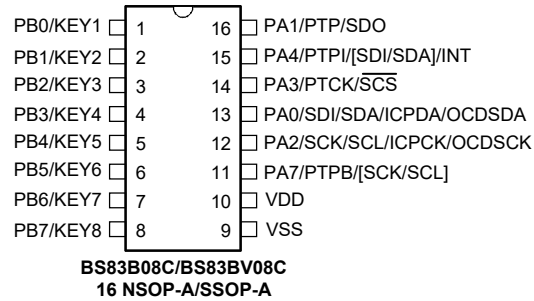 PB0/KEY1 1 16 PA1/PTP/SDO
PB1/KEY2 2 15 PA4/PTPI/[SDI/SDA]/INT
PB2/KEY3 3 14 PA3/PTCK/SCS
PB3/KEY4 4 13 PA0/SDI/SDA/ICPDA/OCDSDA
PB4/KEY5 5 12 PA2/SCK/SCL/ICPCK/OCDSCK
PB5/KEY6 6 11 PA7/PTPB/[SCK/SCL]
PB6/KEY7 7 10 VDD
PB7/KEY8 8 9 VSS
BS83B08C/BS83BV08C
16 NSOP-A/SSOP-A